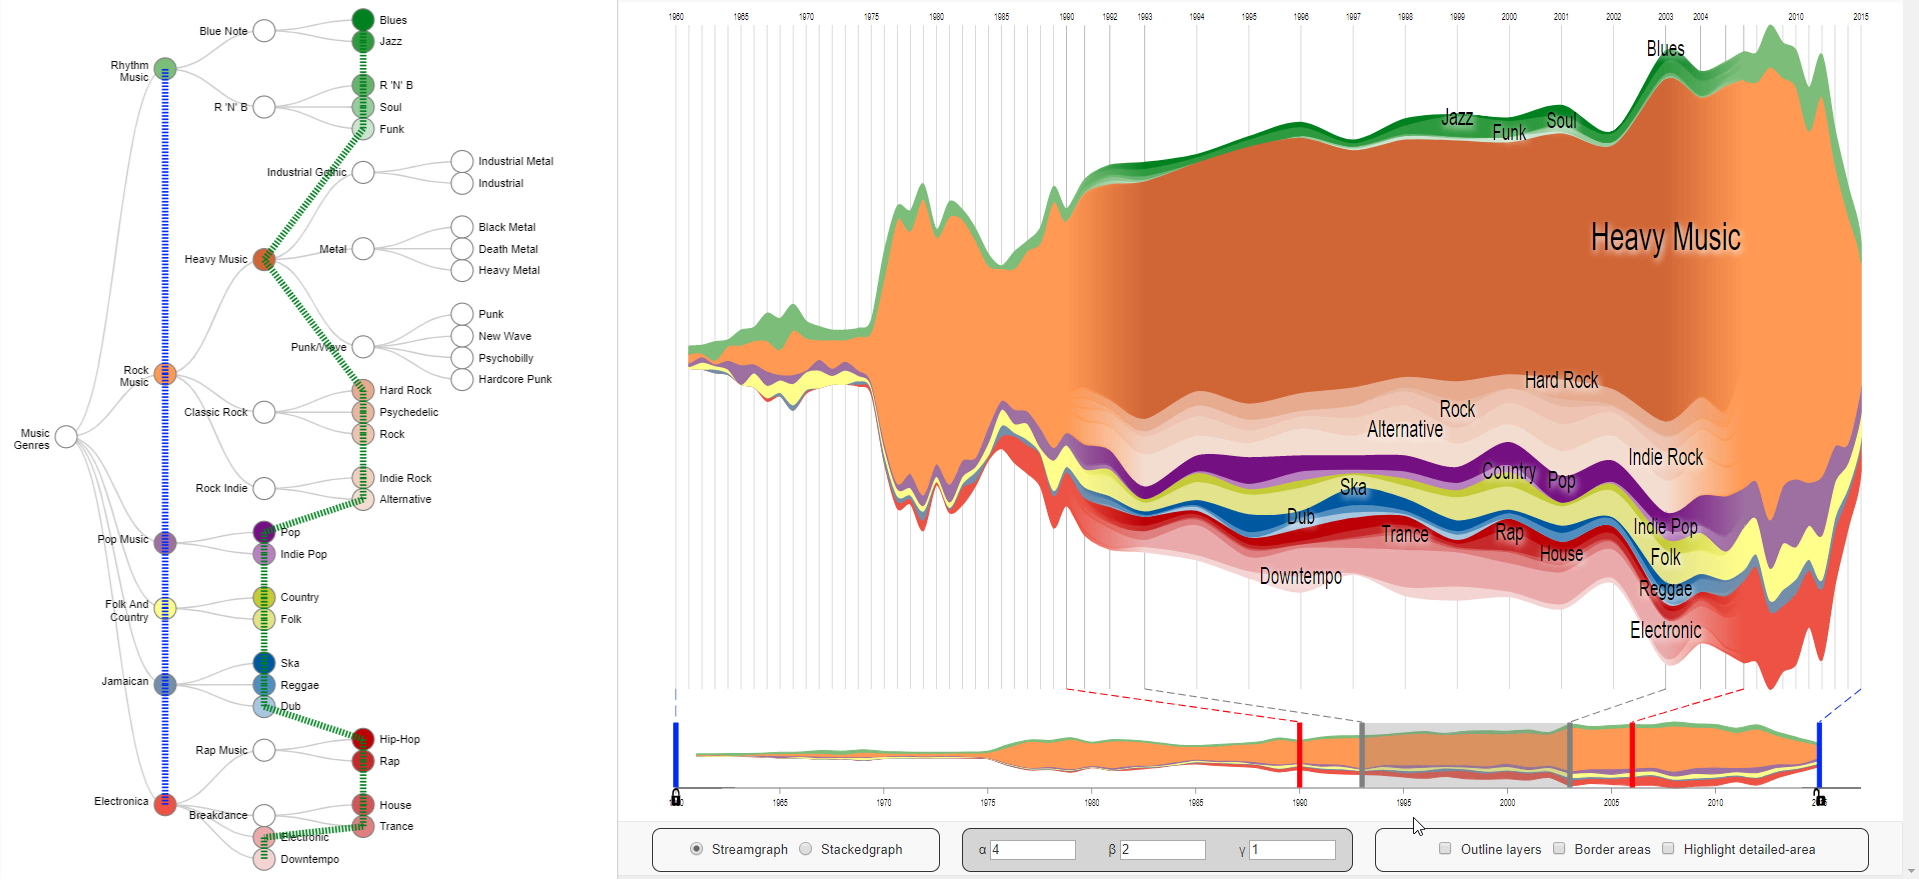 Blues
Blue Note
Jazz
Rhythm
Music
R 'N' B
R 'N' B
Soul
Funk
Industrial Gothic
Industrial Metal
Industrial
Heavy Music
Metal
Black Metal
Death Metal
Heavy Metal
Punk/Wave
Punk
New Wave
Psychobilly
Hardcore Punk
Rock
Music
Classic Rock
Hard Rock
Psychedelic
Rock
Music
Genres
Rock Indie
Indie Rock
Alternative
Pop Music
Pop
Indie Pop
Folk And
Country
Country
Folk
Jamaican
Ska
Reggae
Dub
Rap Music
Hip-Hop
Rap
Electronica
Breakdance
House
Trance
Electronic
Downtempo
1960 1965 1970 1975 1980 1985 1990 1992 1993 1994 1995 1996 1997 1998 1999 2000 2001 2002 2003 2004 2010 2015
Blues
Jazz
Funk
Soul
Heavy Music
Hard Rock
Rock
Alternative
Indie Rock
Country
Pop
Ska
Dub
Indie Pop
Trance
Rap
House
Folk
Downtempo
Reggae
Electronic
1965 1970 1975 1980 1985 1990 1995 2000 2005 2010
Streamgraph Stackedgraph
α 4 β 2 γ 1
Outline layers Border areas Highlight detailed-area